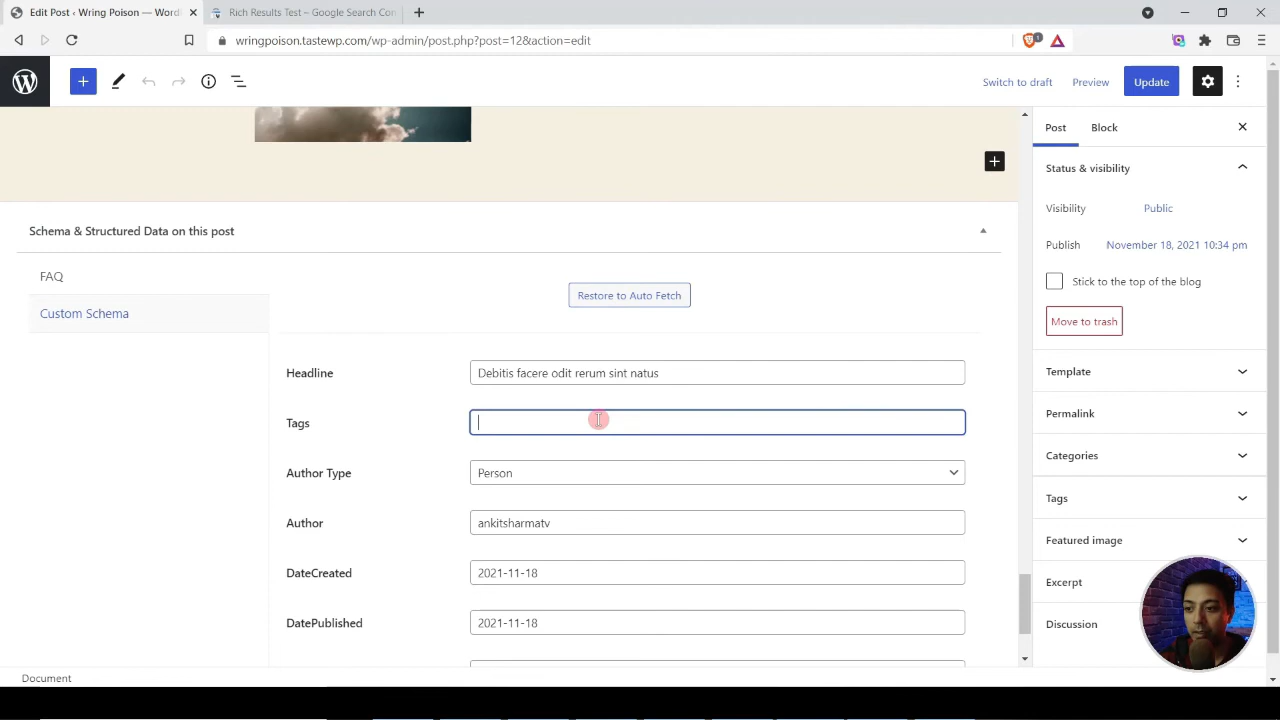 Edit Post ‹ Wring Poison — Word
Rich Results Test – Google Search Con
wringpoison.tastewp.com/wp-admin/post.php?post=12&action=edit
1
Switch to draft
Preview
Update
Post
Block
Status & visibility
Visibility
Public
Publish
November 18, 2021 10:34 pm
Stick to the top of the blog
Move to trash
Template
Permalink
Categories
Tags
Featured image
Excerpt
Discussion
Schema & Structured Data on this post
FAQ
Custom Schema
Restore to Auto Fetch
Headline
Debitis facere odit rerum sint natus
Tags
Author Type
Person
Author
ankitsharmatv
DateCreated
2021-11-18
DatePublished
2021-11-18
Document